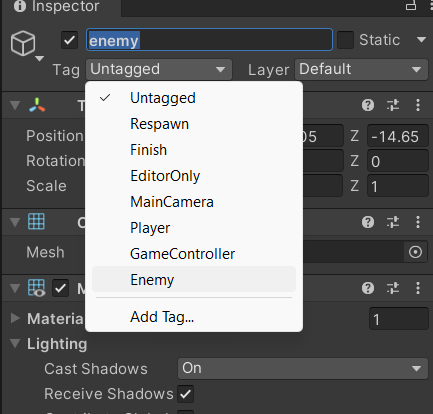 Inspector
enemy
Static
Tag Untagged Layer Default
Untagged
Respawn
Finish
EditorOnly
MainCamera
Player
GameController
Enemy
Add Tag...
T
Position 05 Z -14.65
Rotation Z 0
Scale Z 1
Mesh
Materia 1
Lighting
Cast Shadows On
Receive Shadows